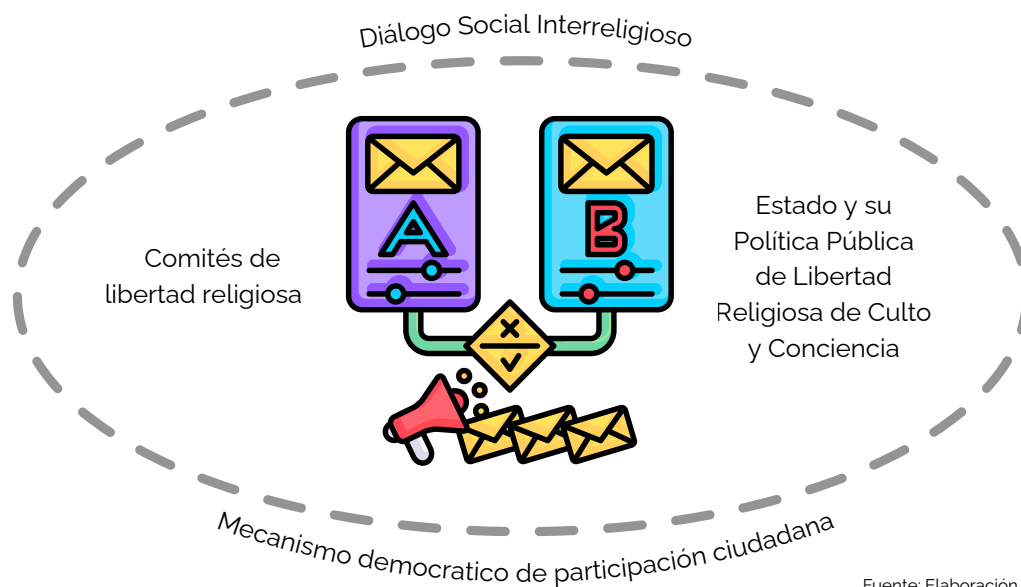 Diálogo Social Interreligioso
A
B
Comités de
libertad religiosa
Estado y su
Política Pública
de Libertad
Religiosa de Culto
y Conciencia
Mecanismo democratico de participación ciudadana
Fuente: Elaboración